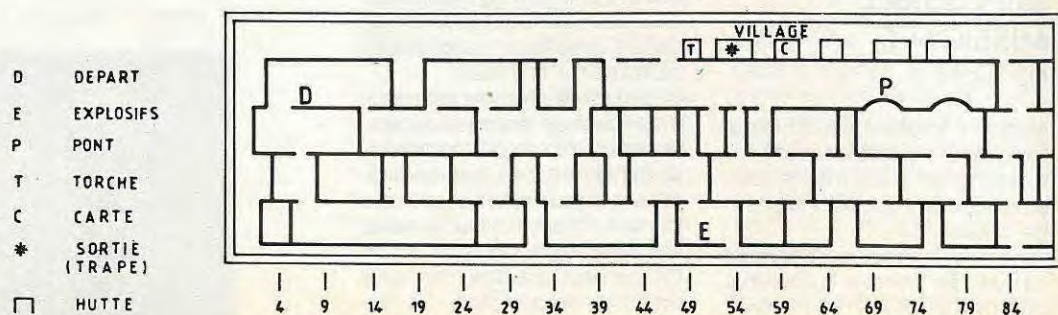 D DEPART
E EXPLOSIFS
P PONT
T TORCHE
C CARTE
* SORTIE
(TRAPE)
HUTTE
VILLAGE
T * C
D
P
E
4 9 14 19 24 29 34 39 44 49 54 59 64 69 74 79 84